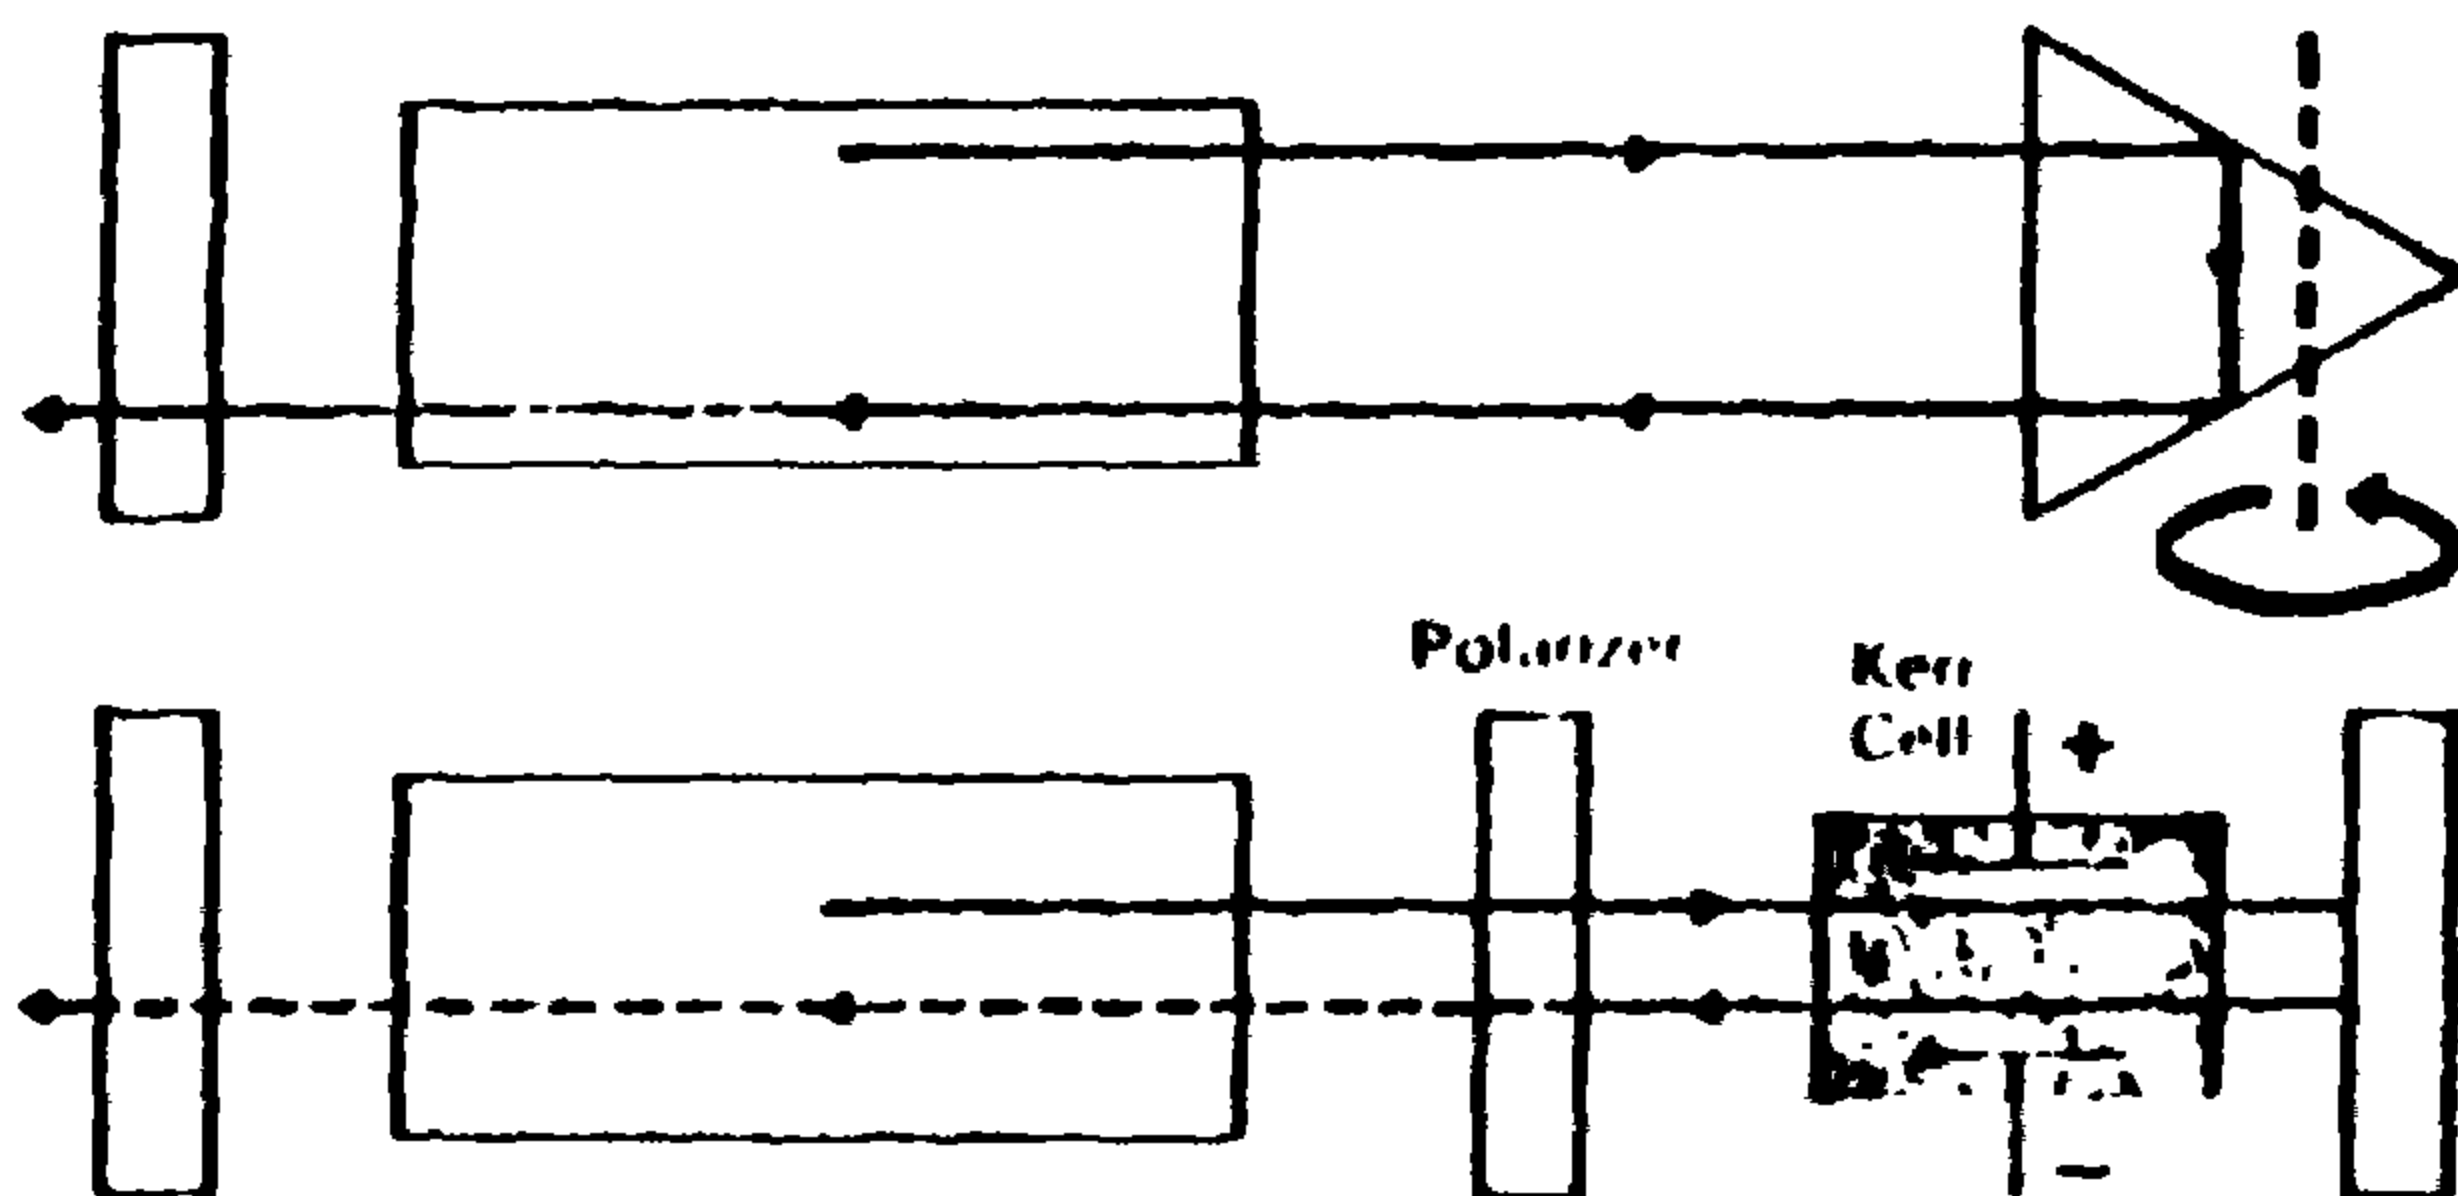 Polarizer
Kerr
Cell
+
−